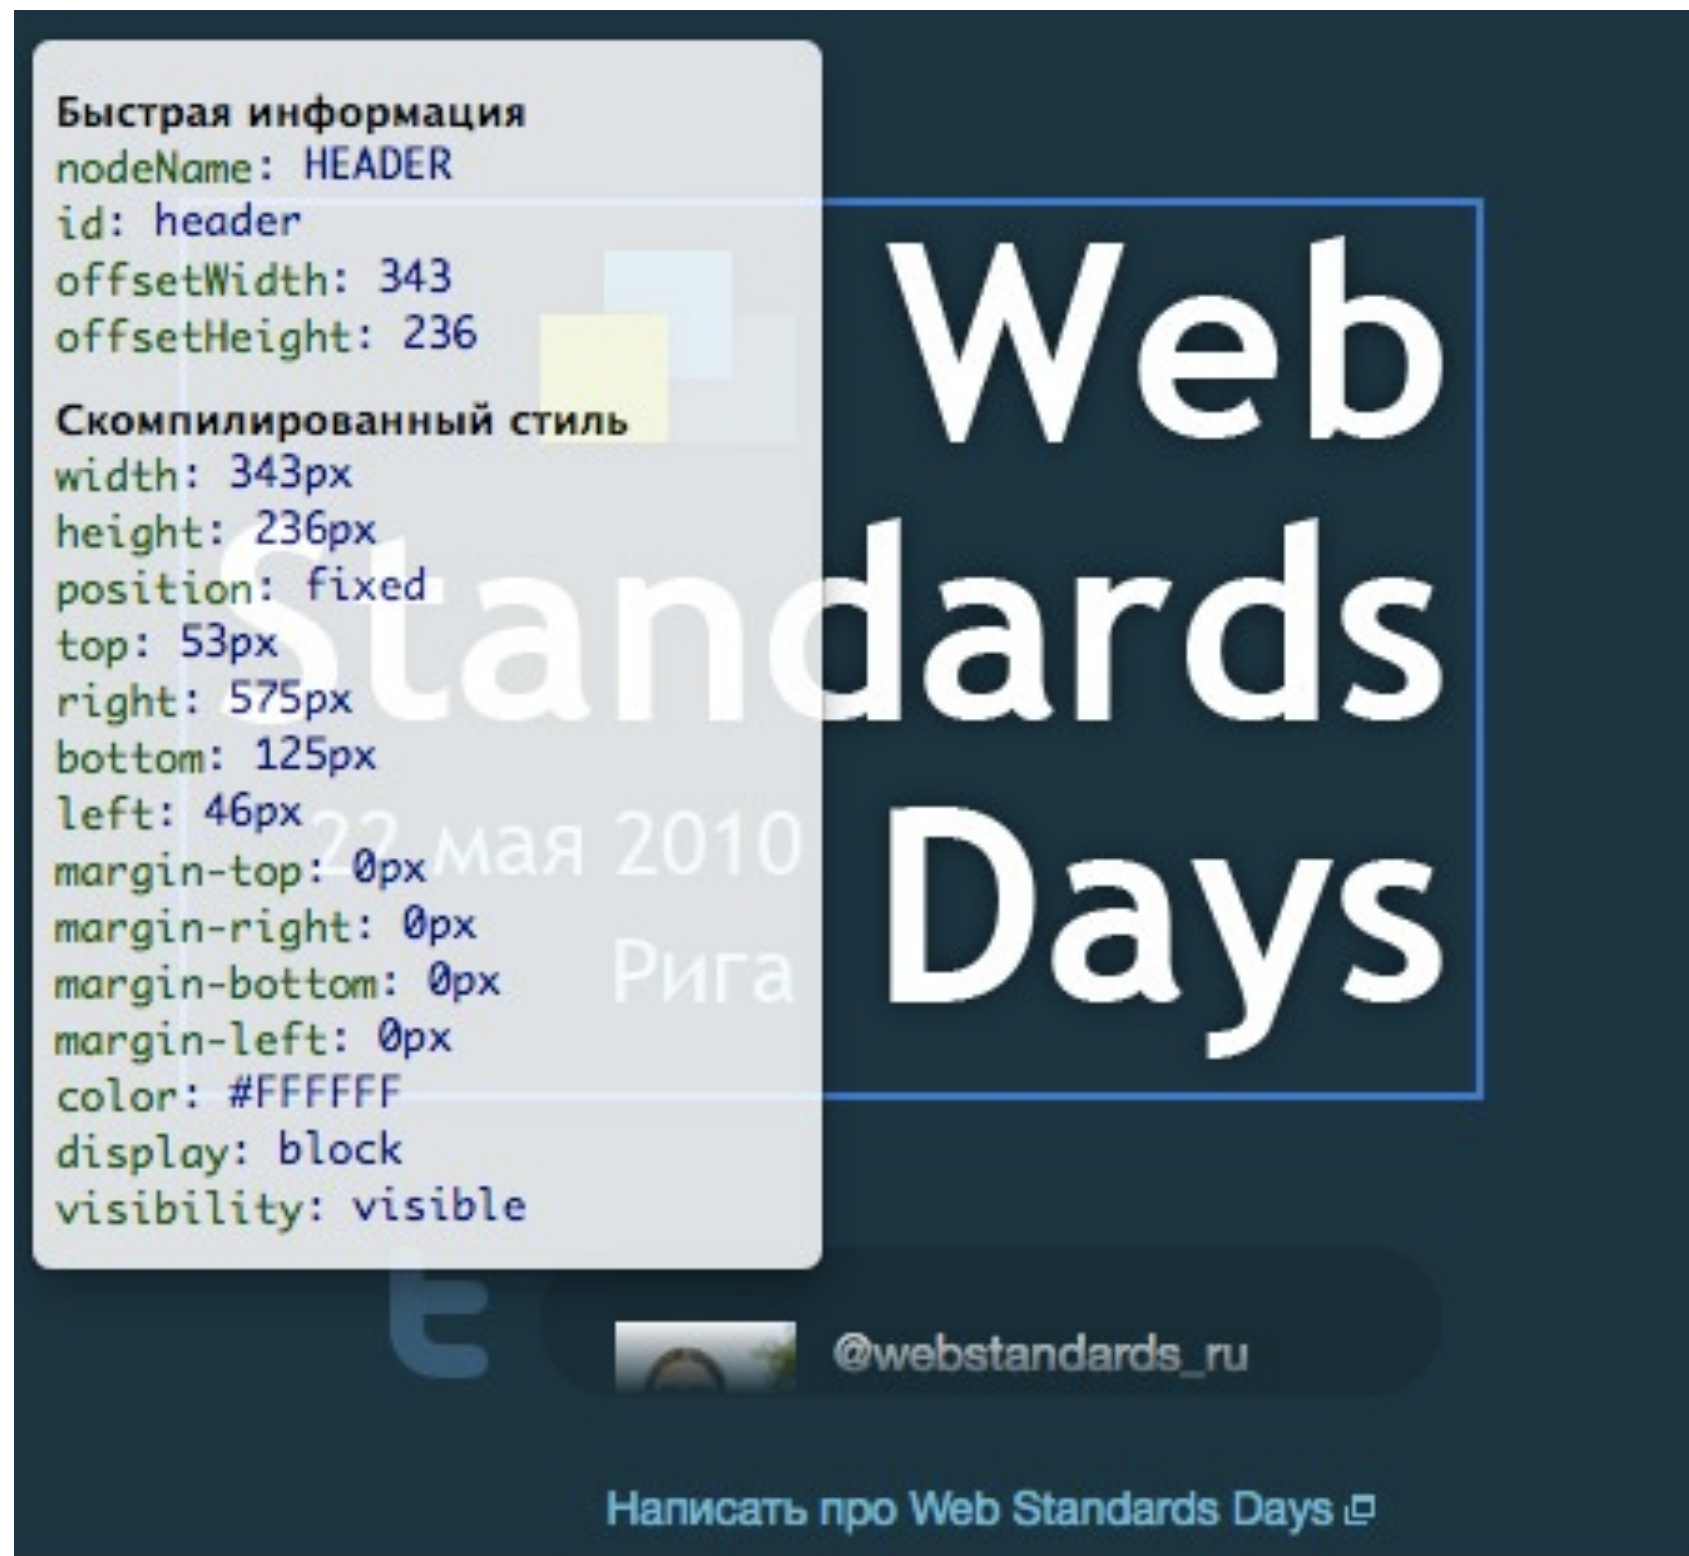 Быстрая информация
nodeName: HEADER
id: header
offsetWidth: 343
offsetHeight: 236
Скомпилированный стиль
width: 343px
height: 236px
position: fixed
top: 53px
right: 575px
bottom: 125px
left: 46px
margin-top: 0px
margin-right: 0px
margin-bottom: 0px
margin-left: 0px
color: #FFFFFF
display: block
visibility: visible
Web
Standards
Days
22 мая 2010
Рига
@webstandards_ru
Написать про Web Standards Days